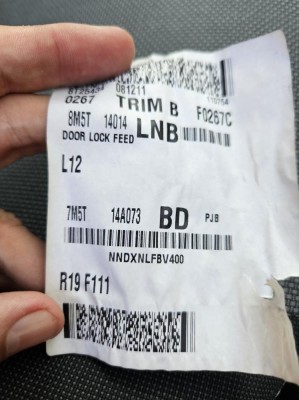 081211
0267 TRIM B F0267C
8M5T 14014 LNB
DOOR LOCK FEED
L12
7M5T 14A073 BD PJB
NNDXNLFBV400
R19 F111